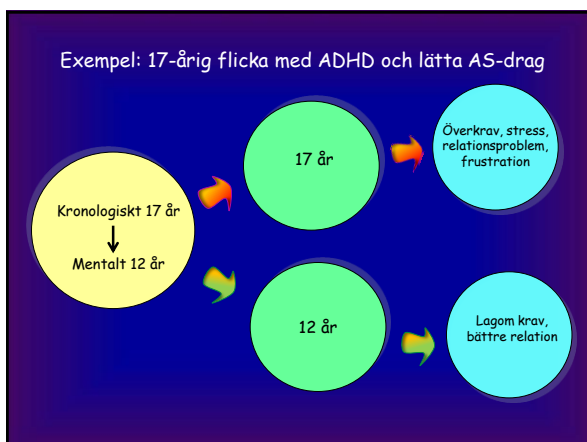 Exempel: 17-årig flicka med ADHD och lätta AS-drag
Kronologiskt 17 år
Mentalt 12 år
17 år
Överkrav, stress,
relationsproblem,
frustration
12 år
Lagom krav,
bättre relation